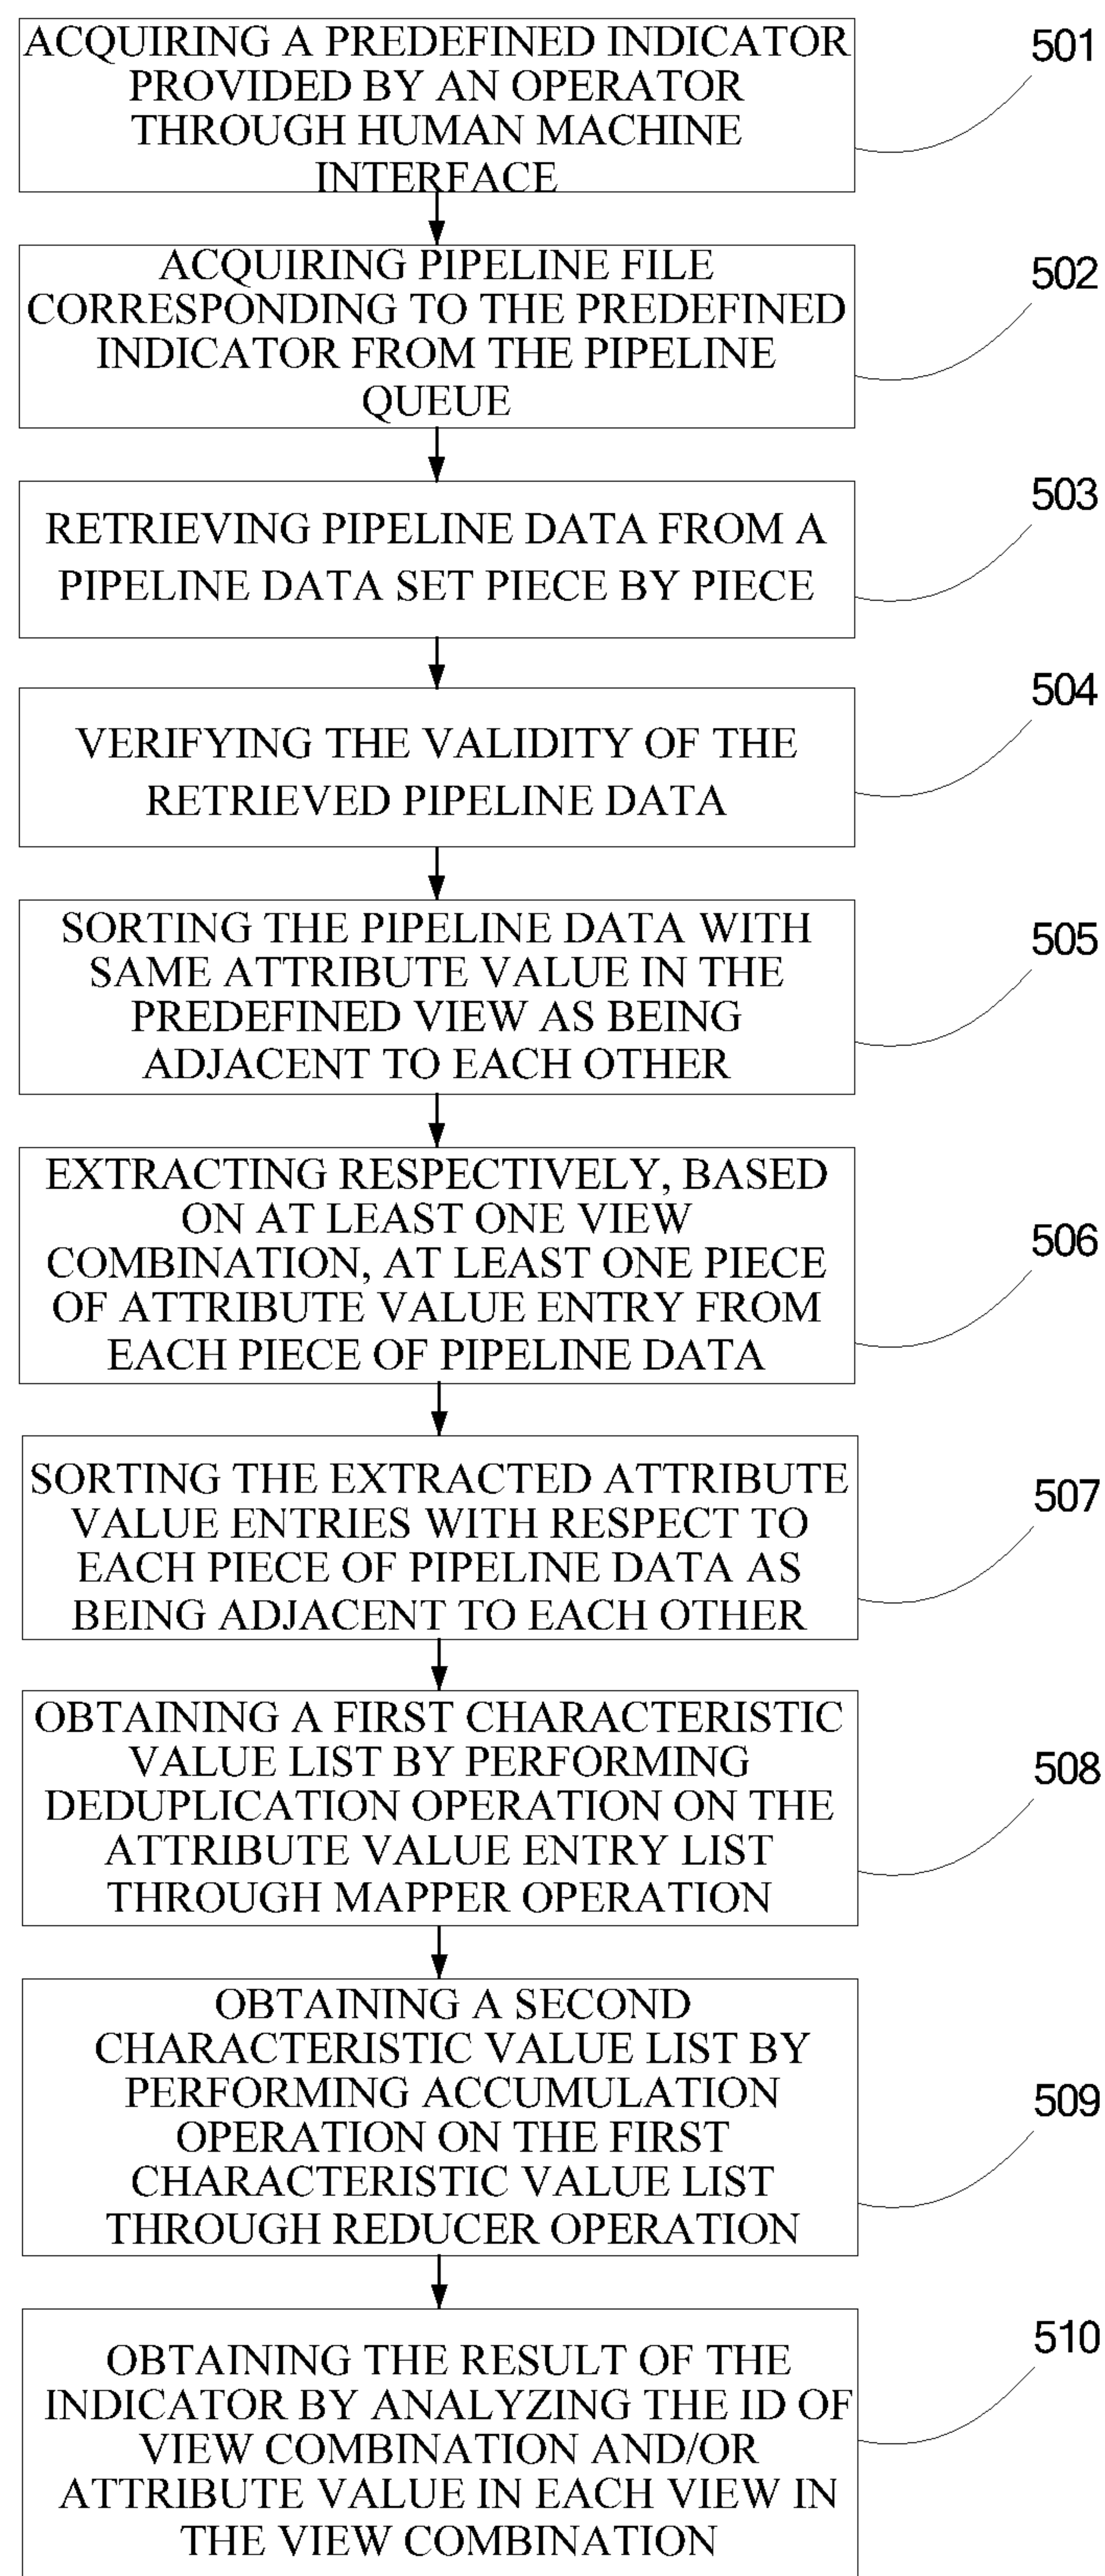 ACQUIRING A PREDEFINED INDICATOR
PROVIDED BY AN OPERATOR
THROUGH HUMAN MACHINE
INTERFACE
501
ACQUIRING PIPELINE FILE
CORRESPONDING TO THE PREDEFINED
INDICATOR FROM THE PIPELINE
QUEUE
502
RETRIEVING PIPELINE DATA FROM A
PIPELINE DATA SET PIECE BY PIECE
503
VERIFYING THE VALIDITY OF THE
RETRIEVED PIPELINE DATA
504
SORTING THE PIPELINE DATA WITH
SAME ATTRIBUTE VALUE IN THE
PREDEFINED VIEW AS BEING
ADJACENT TO EACH OTHER
505
EXTRACTING RESPECTIVELY, BASED
ON AT LEAST ONE VIEW
COMBINATION, AT LEAST ONE PIECE
OF ATTRIBUTE VALUE ENTRY FROM
EACH PIECE OF PIPELINE DATA
506
SORTING THE EXTRACTED ATTRIBUTE
VALUE ENTRIES WITH RESPECT TO
EACH PIECE OF PIPELINE DATA AS
BEING ADJACENT TO EACH OTHER
507
OBTAINING A FIRST CHARACTERISTIC
VALUE LIST BY PERFORMING
DEDUPLICATION OPERATION ON THE
ATTRIBUTE VALUE ENTRY LIST
THROUGH MAPPER OPERATION
508
OBTAINING A SECOND
CHARACTERISTIC VALUE LIST BY
PERFORMING ACCUMULATION
OPERATION ON THE FIRST
CHARACTERISTIC VALUE LIST
THROUGH REDUCER OPERATION
509
OBTAINING THE RESULT OF THE
INDICATOR BY ANALYZING THE ID OF
VIEW COMBINATION AND/OR
ATTRIBUTE VALUE IN EACH VIEW IN
THE VIEW COMBINATION
510